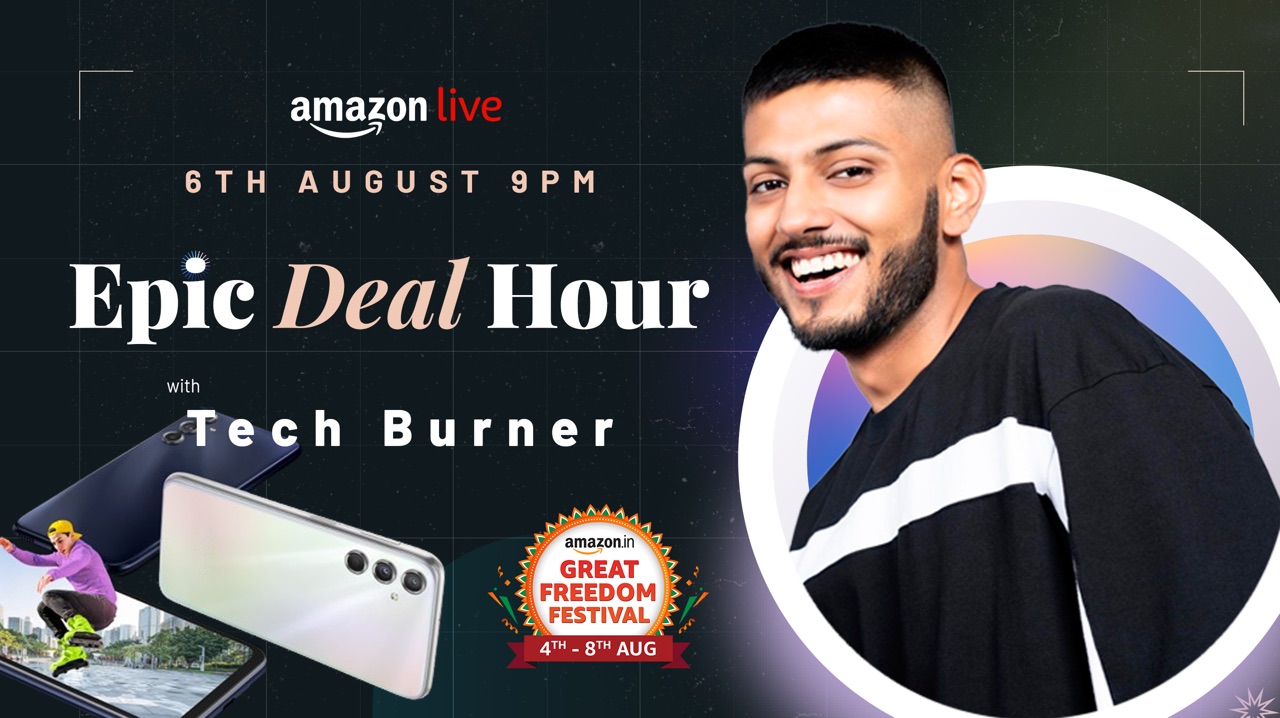 amazon live
6TH AUGUST 9PM
Epic Deal Hour
with
Tech Burner
amazon.in
GREAT
FREEDOM
FESTIVAL
4TH - 8TH AUG